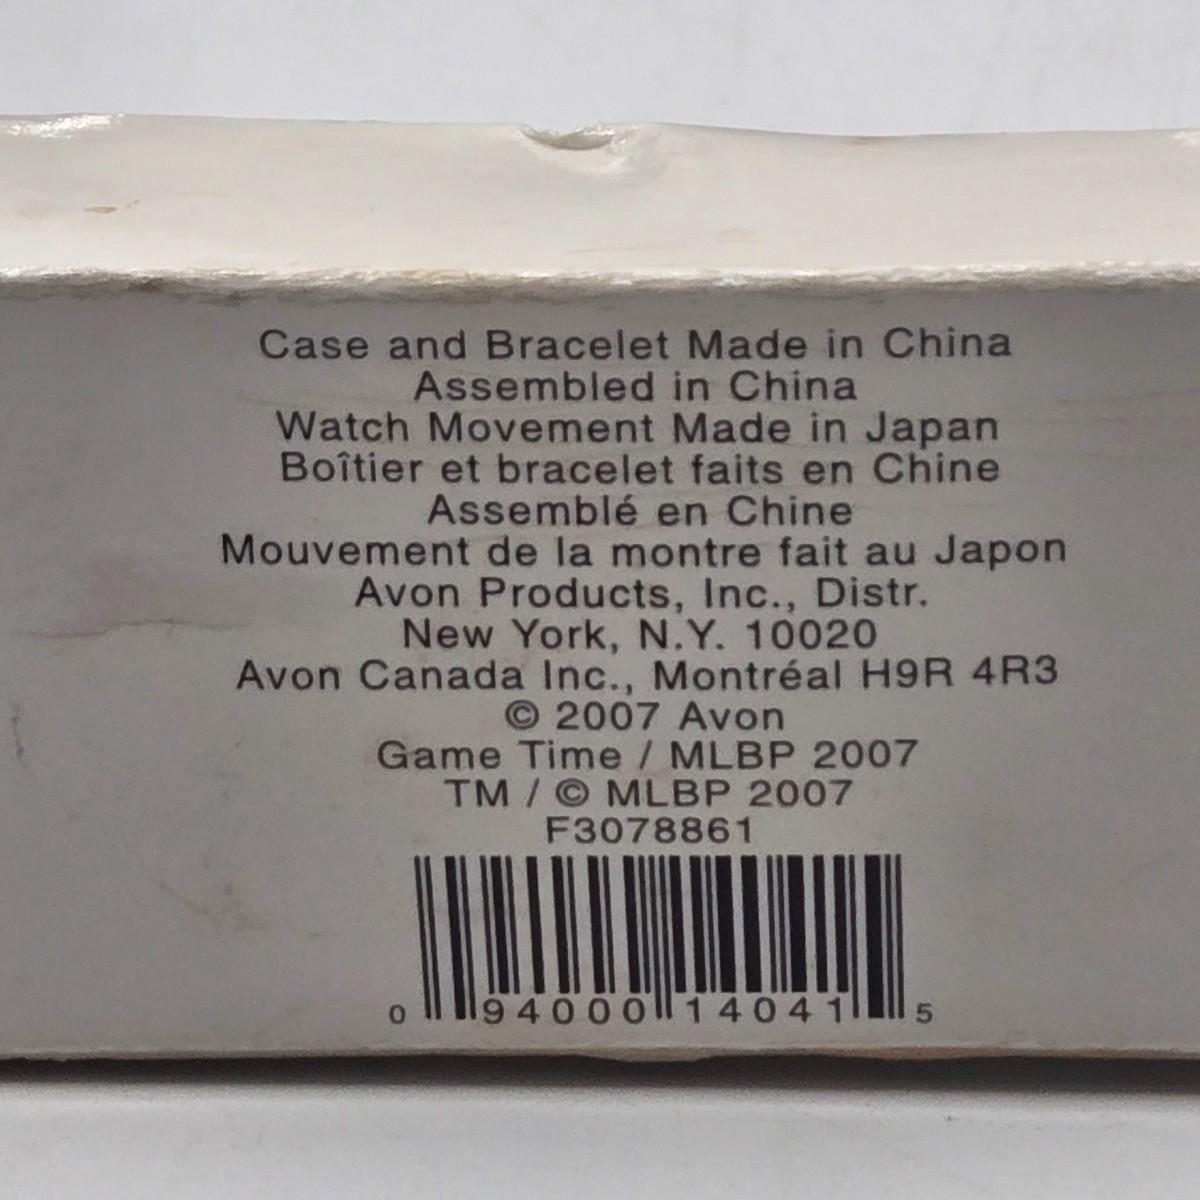 Case and Bracelet Made in China
Assembled in China
Watch Movement Made in Japan
Boîtier et bracelet faits en Chine
Assemblé en Chine
Mouvement de la montre fait au Japon
Avon Products, Inc., Distr.
New York, N.Y. 10020
Avon Canada Inc., Montréal H9R 4R3
© 2007 Avon
Game Time / MLBP 2007
TM / © MLBP 2007
F3078861
0 94000 14041 5